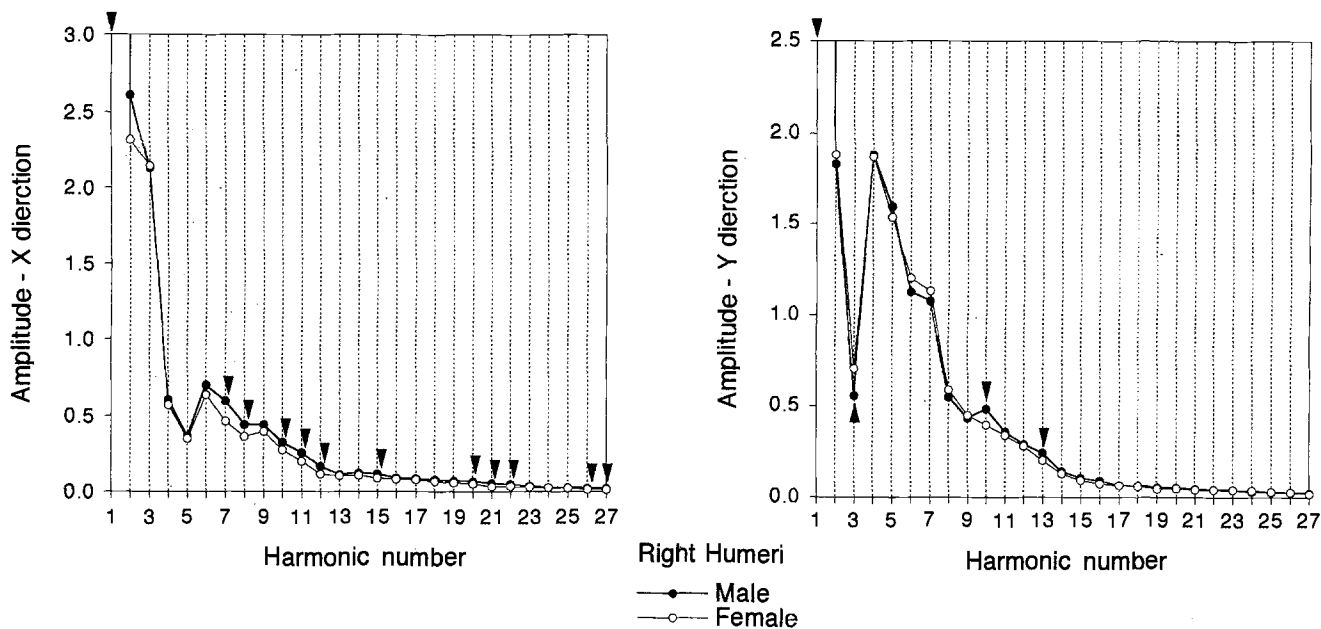 3.0
2.5
2.0
1.5
1.0
0.5
0.0
Amplitude - X dierction
1 3 5 7 9 11 13 15 17 19 21 23 25 27
Harmonic number
2.5
2.0
1.5
1.0
0.5
0.0
Amplitude - Y dierction
1 3 5 7 9 11 13 15 17 19 21 23 25 27
Harmonic number
Right Humeri
Male
Female